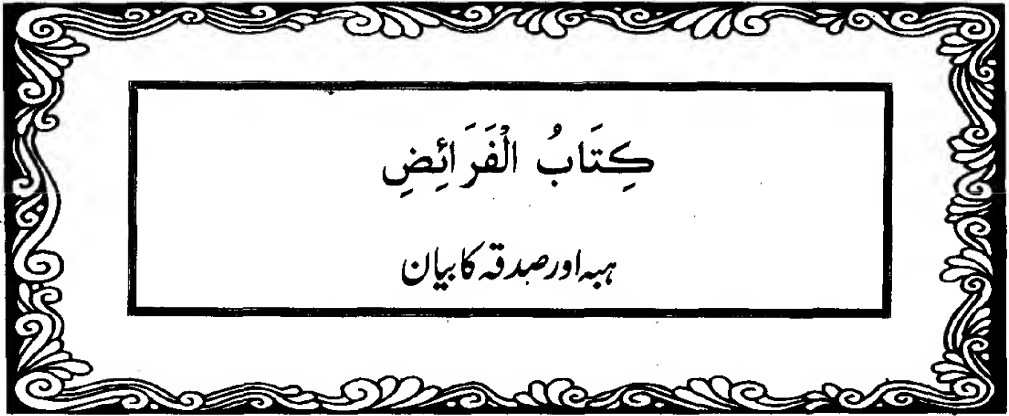 كِتَابُ الْفَرَائِضِ
ہبہ اور صدقہ کا بیان